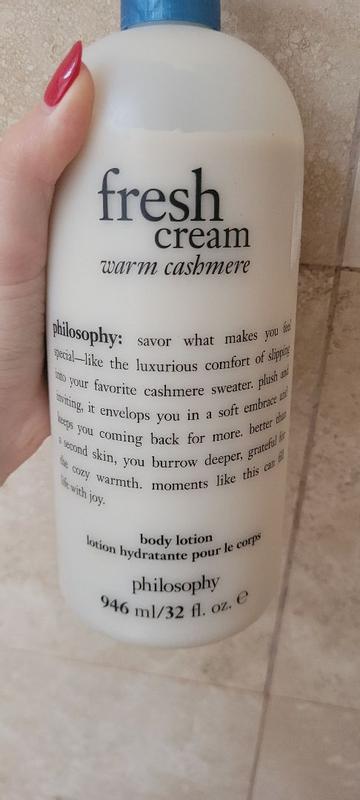 fresh
cream
warm cashmere
philosophy: savor what makes you feel
special—like the luxurious comfort of slipping
into your favorite cashmere sweater. plush and
inviting, it envelops you in a soft embrace and
keeps you coming back for more. better than
a second skin, you burrow deeper, grateful for
the cozy warmth. moments like this can fill
life with joy.
body lotion
lotion hydratante pour le corps
philosophy
946 ml/32 fl. oz. ℮